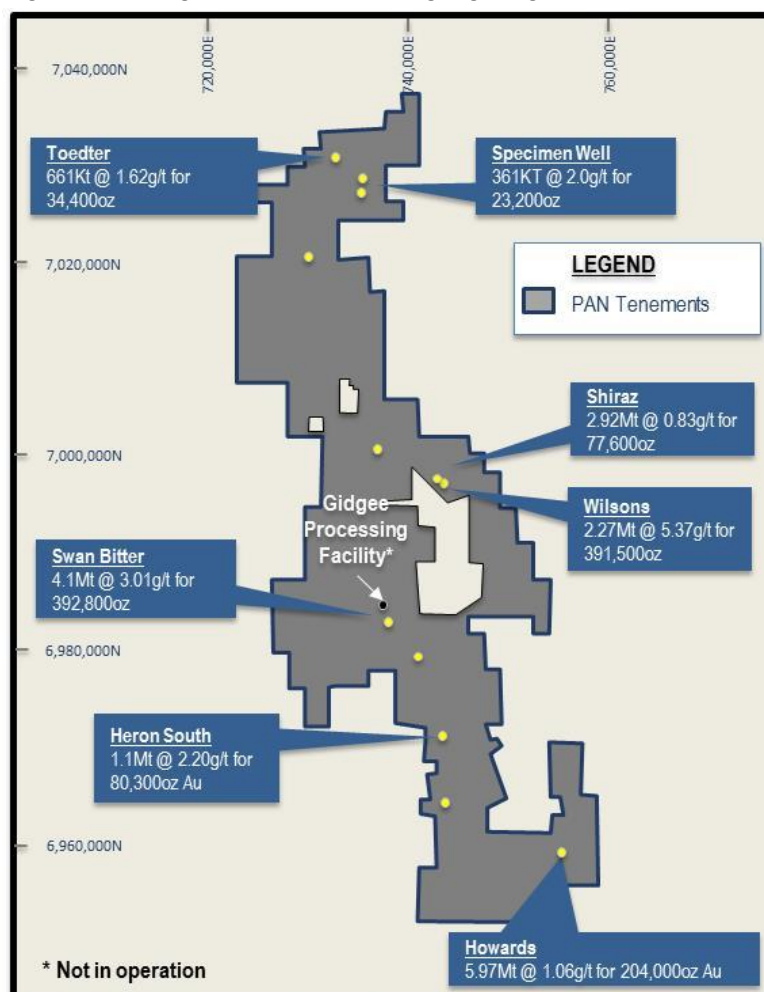 720,000E
740,000E
760,000E
7,040,000N
Toedter
661Kt @ 1.62g/t for
34,400oz
Specimen Well
361KT @ 2.0g/t for
23,200oz
7,020,000N
LEGEND
PAN Tenements
Shiraz
2.92Mt @ 0.83g/t for
77,600oz
7,000,000N
Wilsons
2.27Mt @ 5.37g/t for
391,500oz
Gidgee
Processing
Facility*
Swan Bitter
4.1Mt @ 3.01g/t for
392,800oz
6,980,000N
Heron South
1.1Mt @ 2.20g/t for
80,300oz Au
6,960,000N
Howards
5.97Mt @ 1.06g/t for 204,000oz Au
* Not in operation